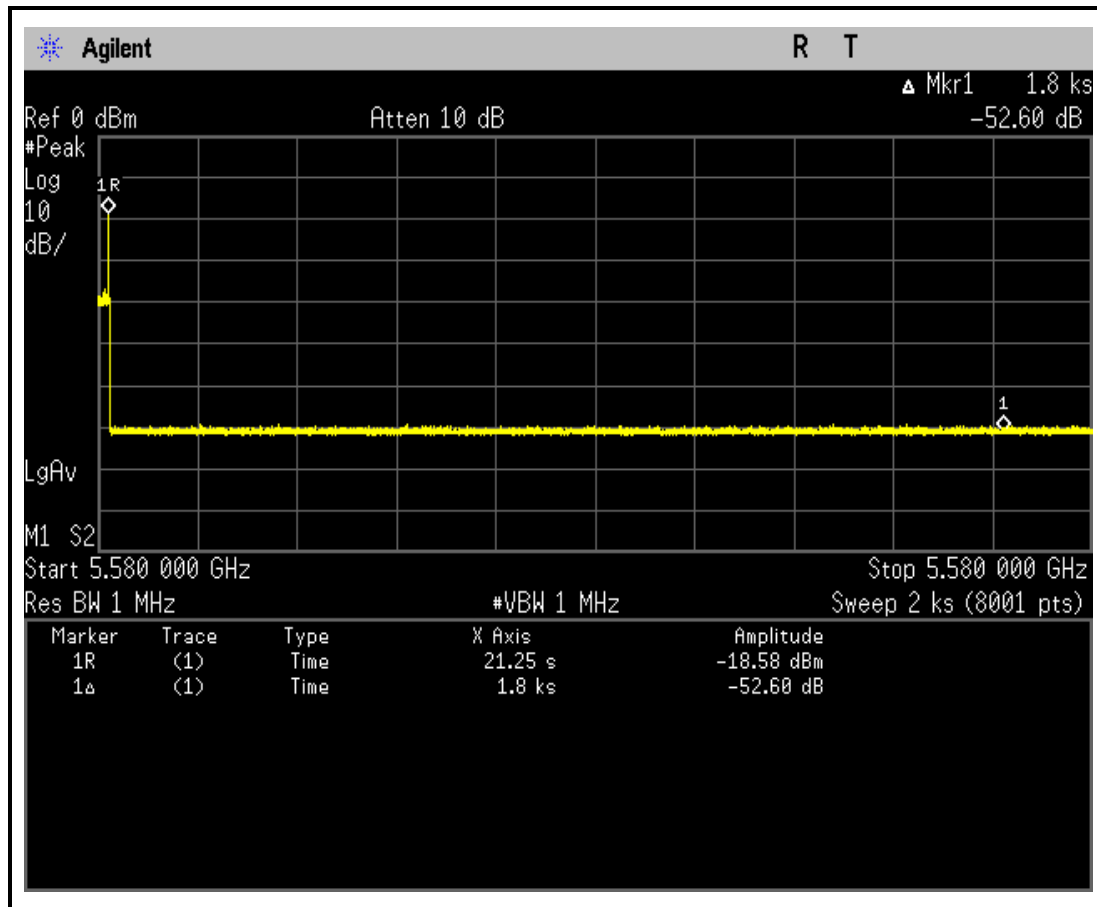 Agilent R T
▵ Mkr1 1.8 ks
Ref 0 dBm Atten 10 dB −52.60 dB
#Peak
Log
10
dB/
1R
1
LgAv
M1 S2
Start 5.580 000 GHz Stop 5.580 000 GHz
Res BW 1 MHz #VBW 1 MHz Sweep 2 ks (8001 pts)
Marker Trace Type X Axis Amplitude
1R (1) Time 21.25 s −18.58 dBm
1▵ (1) Time 1.8 ks −52.60 dB